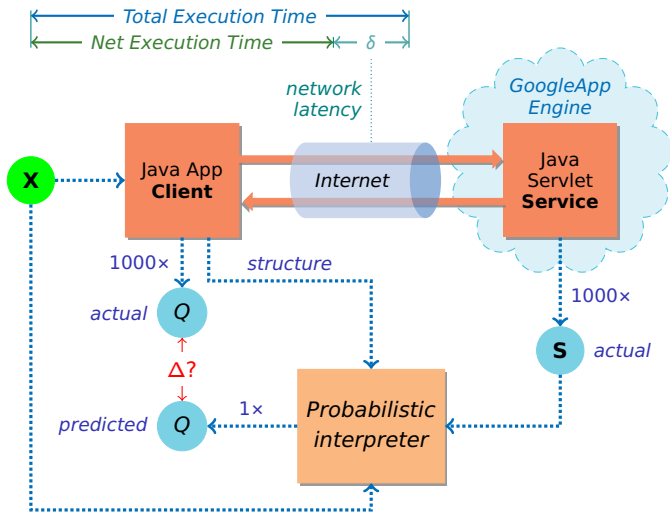 Total Execution Time
Net Execution Time
δ
network
latency
GoogleApp
Engine
X
Java App
Client
Internet
Java
Servlet
Service
1000×
structure
1000×
actual
Q
S
actual
Δ?
predicted
Q
1×
Probabilistic
interpreter